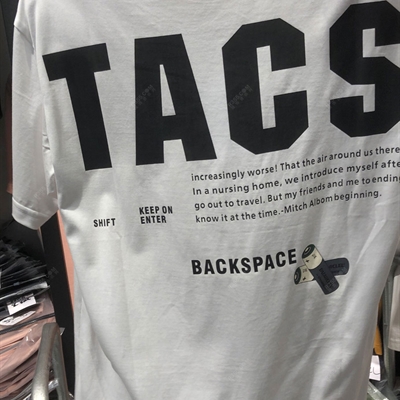 TACS
increasingly worse! That the air around us there
In a nursing home, we introduce myself afte
go out to travel. But my friends and me to ending
know it at the time.-Mitch Albom beginning.
SHIFT
KEEP ON
ENTER
BACKSPACE